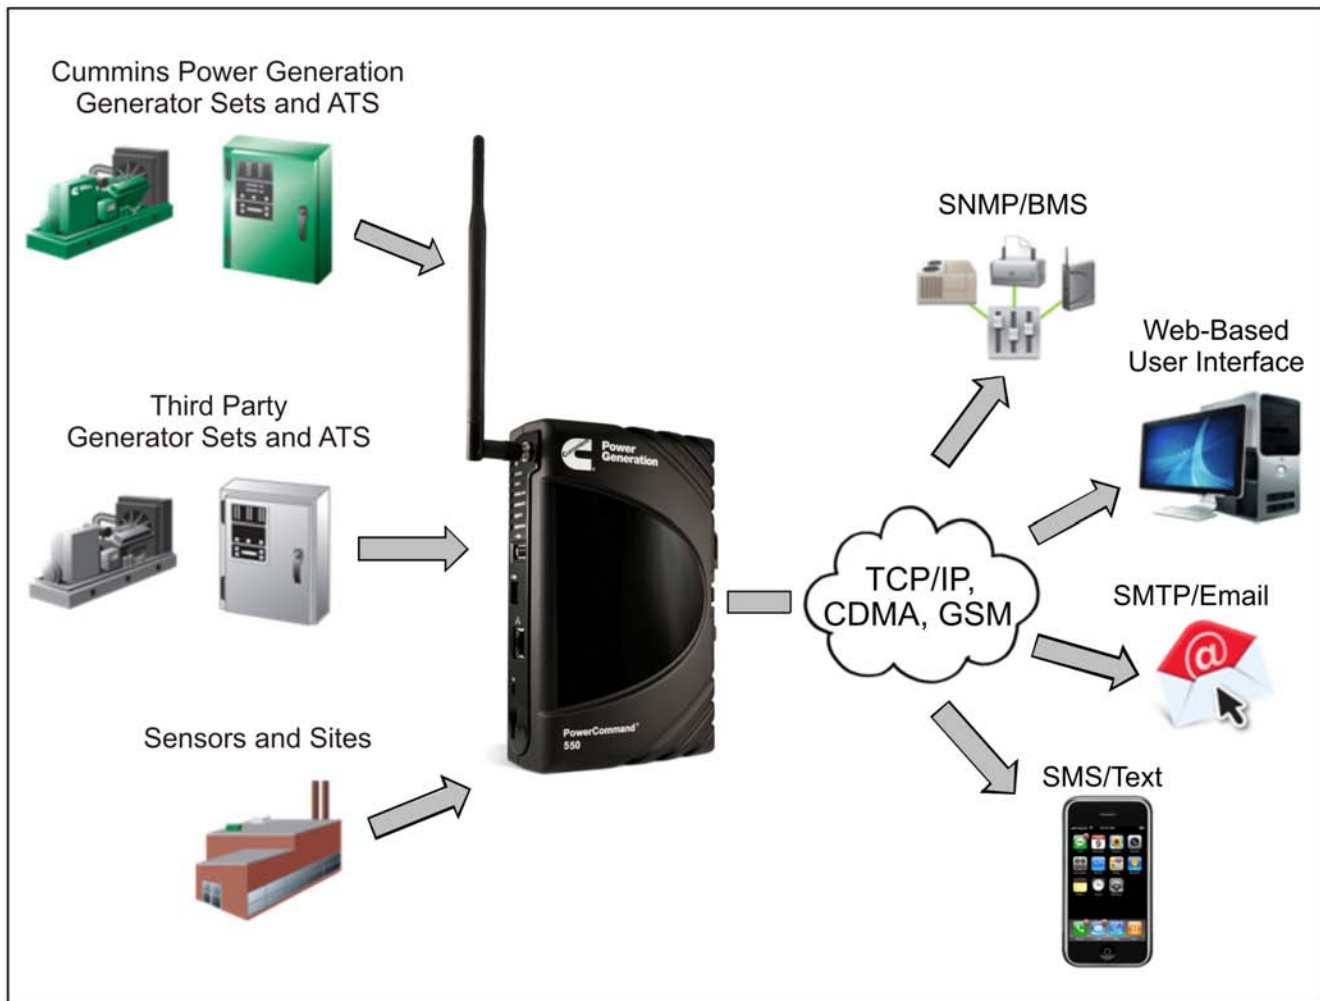 Cummins Power Generation
Generator Sets and ATS
SNMP/BMS
Web-Based
User Interface
Third Party
Generator Sets and ATS
Power
Generation
TCP/IP,
CDMA, GSM
SMTP/Email
Sensors and Sites
PowerCommand
550
SMS/Text